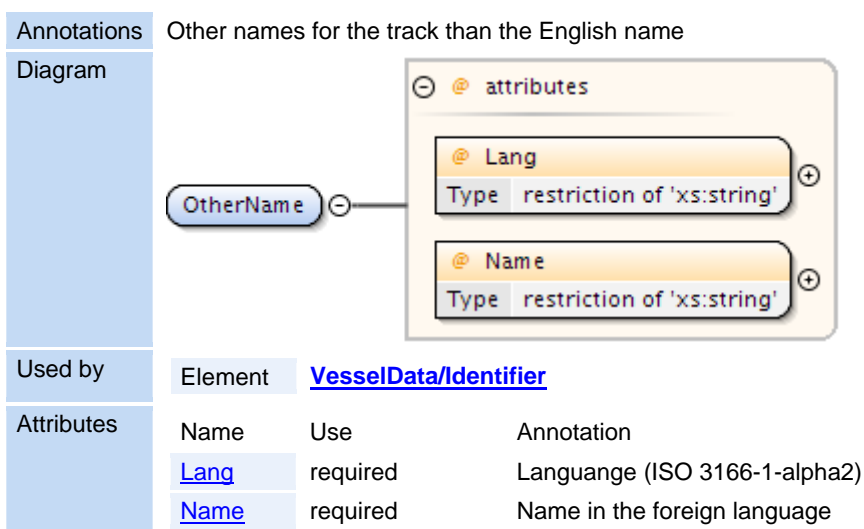 Annotations Other names for the track than the English name
Diagram
@ attributes
@ Lang
Type restriction of 'xs:string'
OtherName
@ Name
Type restriction of 'xs:string'
Used by Element VesselData/Identifier
Attributes Name Use Annotation
Lang required Languange (ISO 3166-1-alpha2)
Name required Name in the foreign language